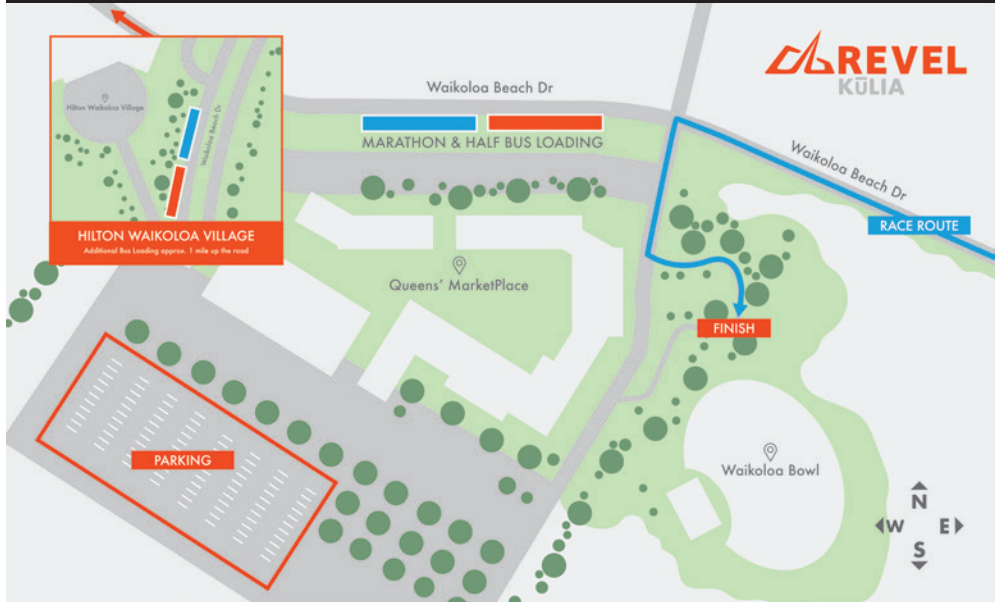 REVEL
KŪLIA
Waikoloa Beach Dr
MARATHON & HALF BUS LOADING
Waikoloa Beach Dr
RACE ROUTE
Hilton Waikoloa Village
Waikoloa Beach Dr
HILTON WAIKOLOA VILLAGE
Additional Bus Loading approx. 1 mile up the road
Queens' MarketPlace
FINISH
PARKING
Waikoloa Bowl
N
W E
S